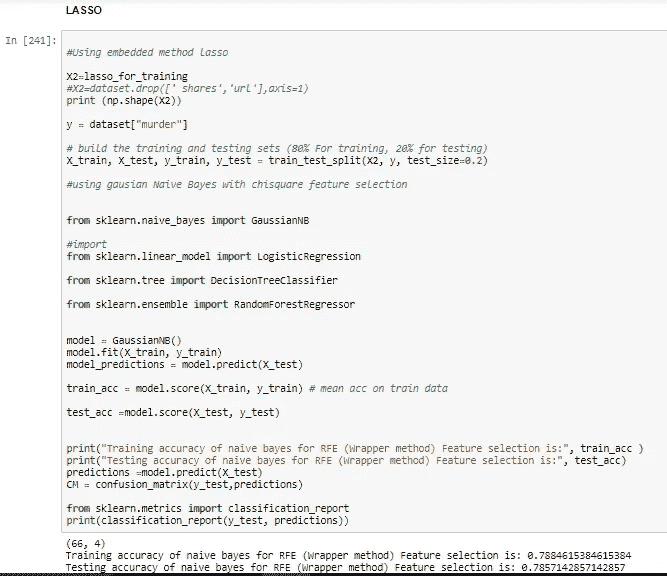 LASSO
In [241]:
#Using embedded method Lasso
X2=lasso_for_training
#X2=dataset.drop([' shares','url'],axis=1)
print (np.shape(X2))
y = dataset["murder"]
# build the training and testing sets (80% For training, 20% for testing)
X_train, X_test, y_train, y_test = train_test_split(X2, y, test_size=0.2)
#using gausian Naive Bayes with chisquare feature selection
from sklearn.naive_bayes import GaussianNB
#import
from sklearn.linear_model import LogisticRegression
from sklearn.tree import DecisionTreeClassifier
from sklearn.ensemble import RandomForestRegressor
model = GaussianNB()
model.fit(X_train, y_train)
model_predictions = model.predict(X_test)
train_acc = model.score(X_train, y_train) # mean acc on train data
test_acc =model.score(X_test, y_test)
print("Training accuracy of naive bayes for RFE (Wrapper method) Feature selection is:", train_acc )
print("Testing accuracy of naive bayes for RFE (Wrapper method) Feature selection is:", test_acc)
predictions =model.predict(X_test)
CM = confusion_matrix(y_test,predictions)
from sklearn.metrics import classification_report
print(classification_report(y_test, predictions))
(66, 4)
Training accuracy of naive bayes for RFE (Wrapper method) Feature selection is: 0.7884615384615384
Testing accuracy of naive bayes for RFE (Wrapper method) Feature selection is: 0.7857142857142857